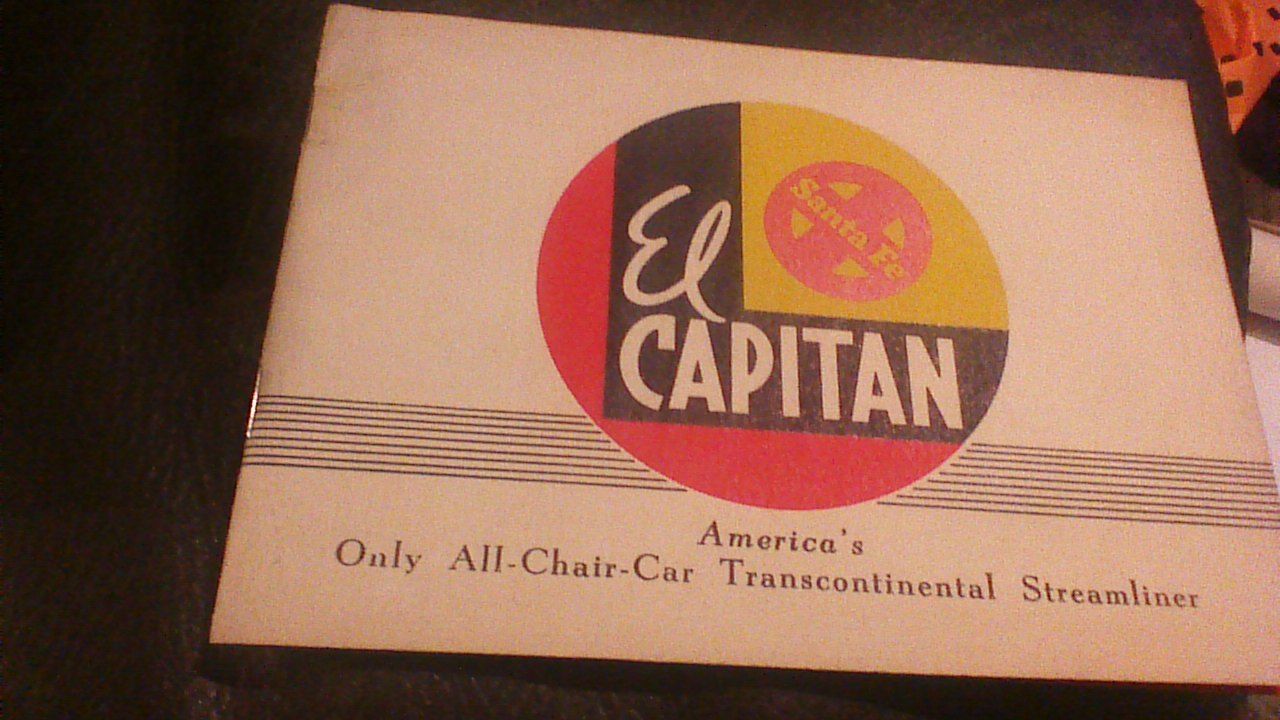 Santa Fe
El
CAPITAN
America's
Only All-Chair-Car Transcontinental Streamliner